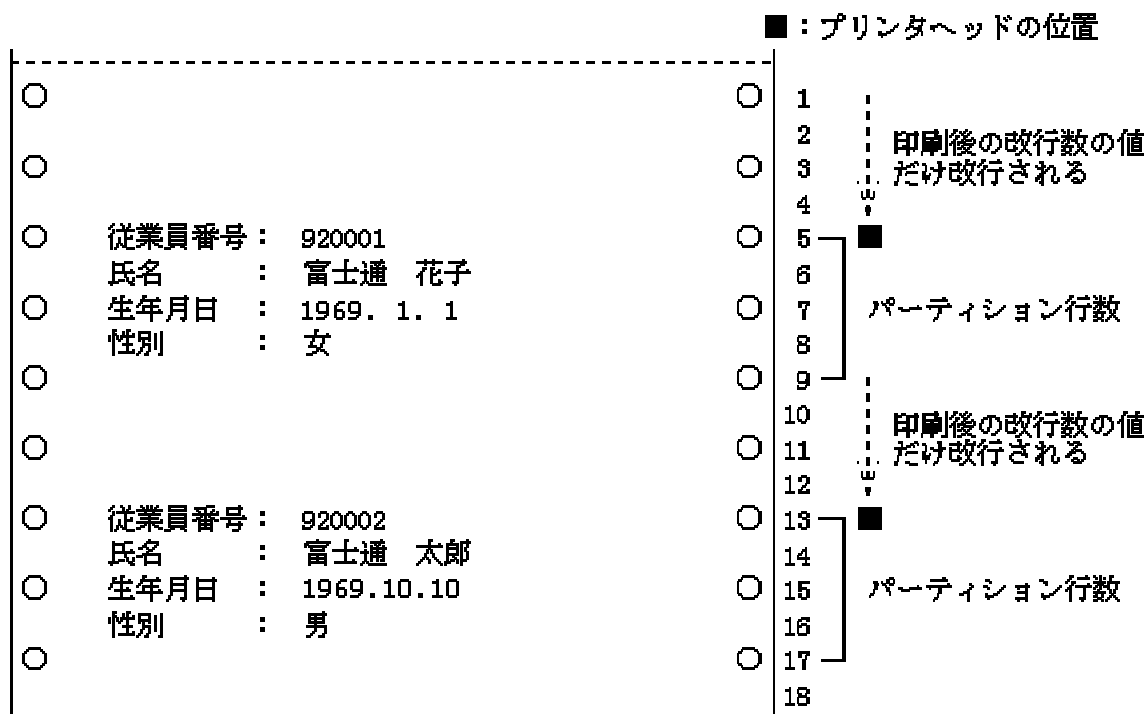 ■：プリンタヘッドの位置
1
2
3
4
印刷後の改行数の値
だけ改行される
従業員番号： 920001
氏名 ： 富士通 花子
生年月日 ： 1969. 1. 1
性別 ： 女
5
6
7
8
9
パーティション行数
10
11
12
印刷後の改行数の値
だけ改行される
従業員番号： 920002
氏名 ： 富士通 太郎
生年月日 ： 1969.10.10
性別 ： 男
13
14
15
16
17
パーティション行数
18